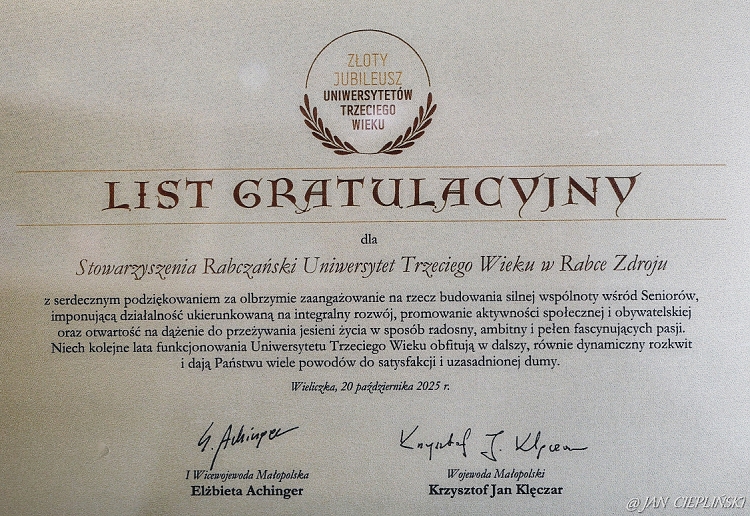 ZŁOTY
JUBILEUSZ
UNIWERSYTETÓW
TRZECIEGO
WIEKU
LIST GRATULACYJNY
dla
Stowarzyszenia Rabczański Uniwersytet Trzeciego Wieku w Rabce Zdroju
z serdecznym podziękowaniem za olbrzymie zaangażowanie na rzecz budowania silnej wspólnoty wśród Seniorów,
imponującą działalność ukierunkowaną na integralny rozwój, promowanie aktywności społecznej i obywatelskiej
oraz otwartość na dążenie do przeżywania jesieni życia w sposób radosny, ambitny i pełen fascynujących pasji.
Niech kolejne lata funkcjonowania Uniwersytetu Trzeciego Wieku obfitują w dalszy, równie dynamiczny rozkwit
i dają Państwu wiele powodów do satysfakcji i uzasadnionej dumy.
Wieliczka, 20 października 2025 r.
E. Achinger
Krzysztof J. Klęczar
I Wicewojewoda Małopolska
Elżbieta Achinger
Wojewoda Małopolski
Krzysztof Jan Klęczar
@ JAN CIEPLIŃSKI